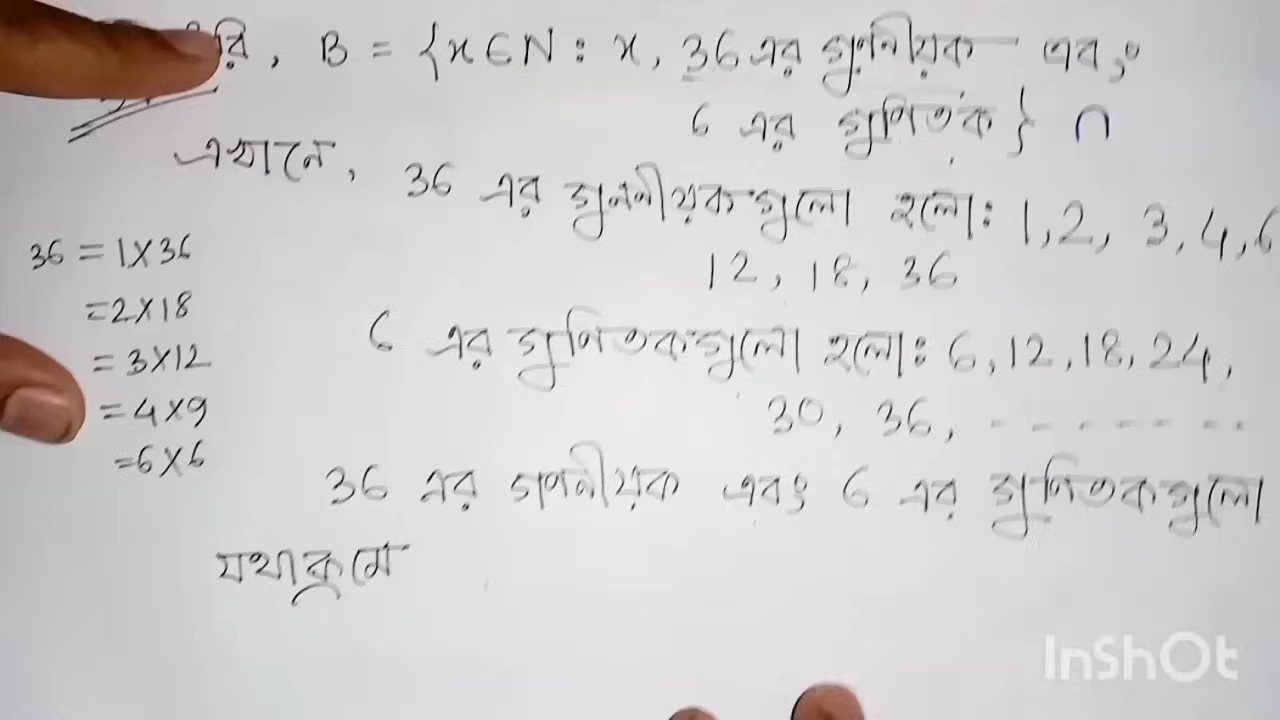 রি, B = {x∈N : x, 36 এর গুণনীয়ক এবং
6 এর গুণিতক} ∩
এখানে, 36 এর গুননীয়কগুলো হলো: 1, 2, 3, 4, 6
12, 18, 36
36 = 1×36
= 2×18
= 3×12
= 4×9
= 6×6
6 এর গুণিতকগুলো হলো: 6, 12, 18, 24,
30, 36, - - - - - - - ..
36 এর গণনীয়ক এবং 6 এর গুণিতকগুলো
যথাক্রমে
InShOt